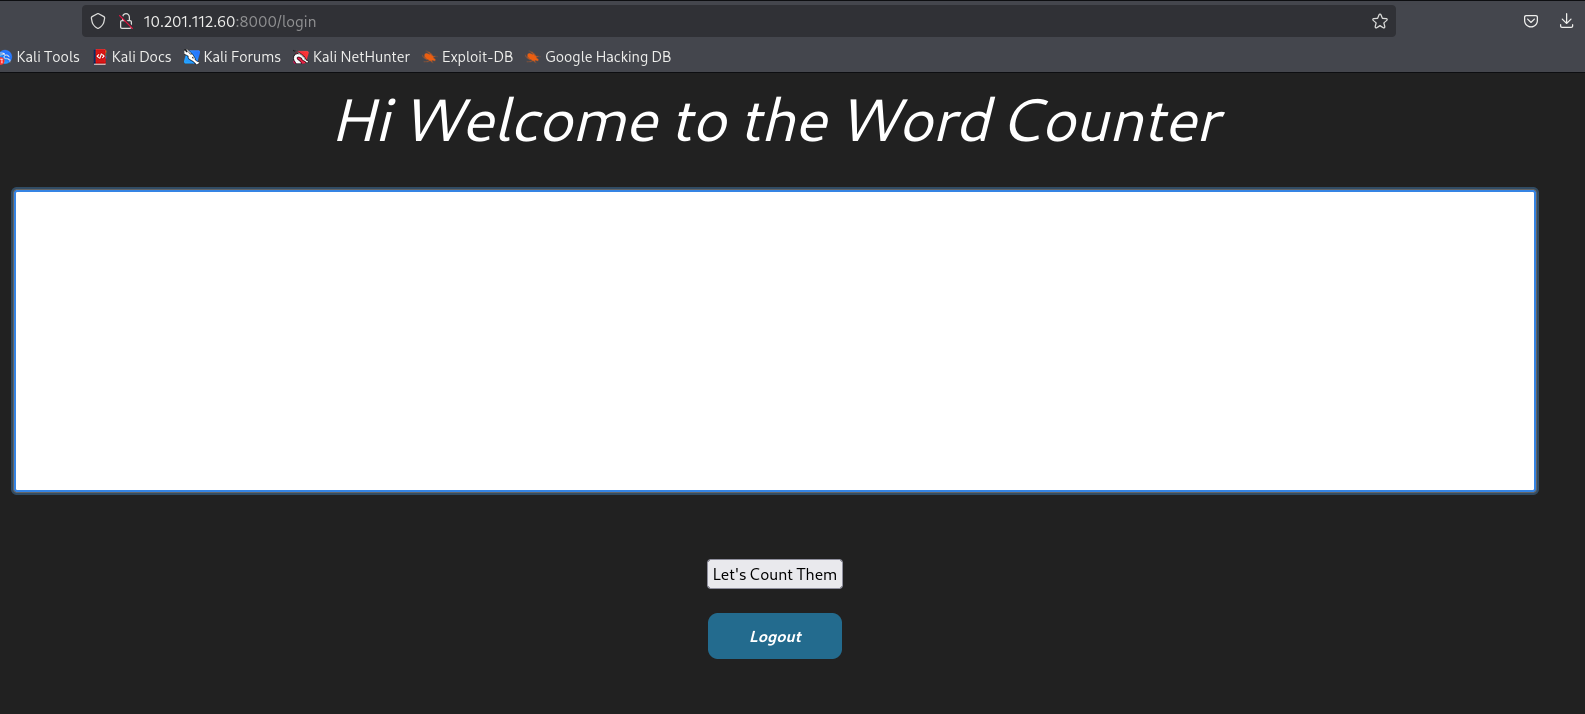 10.201.112.60:8000/login
Kali Tools Kali Docs Kali Forums Kali NetHunter Exploit-DB Google Hacking DB
Hi Welcome to the Word Counter
Let's Count Them
Logout